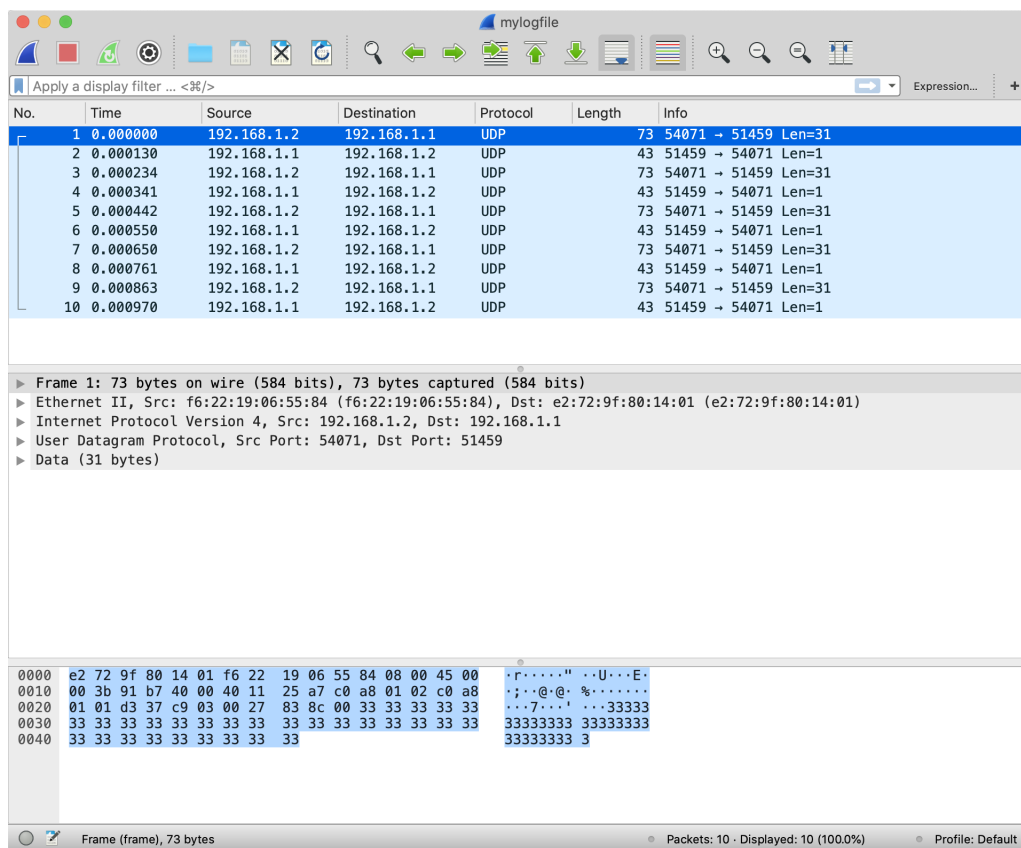 mylogfile
Apply a display filter ... <⌘/>
Expression...
+
No. Time Source Destination Protocol Length Info
1 0.000000 192.168.1.2 192.168.1.1 UDP 73 54071 → 51459 Len=31
2 0.000130 192.168.1.1 192.168.1.2 UDP 43 51459 → 54071 Len=1
3 0.000234 192.168.1.2 192.168.1.1 UDP 73 54071 → 51459 Len=31
4 0.000341 192.168.1.1 192.168.1.2 UDP 43 51459 → 54071 Len=1
5 0.000442 192.168.1.2 192.168.1.1 UDP 73 54071 → 51459 Len=31
6 0.000550 192.168.1.1 192.168.1.2 UDP 43 51459 → 54071 Len=1
7 0.000650 192.168.1.2 192.168.1.1 UDP 73 54071 → 51459 Len=31
8 0.000761 192.168.1.1 192.168.1.2 UDP 43 51459 → 54071 Len=1
9 0.000863 192.168.1.2 192.168.1.1 UDP 73 54071 → 51459 Len=31
10 0.000970 192.168.1.1 192.168.1.2 UDP 43 51459 → 54071 Len=1
Frame 1: 73 bytes on wire (584 bits), 73 bytes captured (584 bits)
Ethernet II, Src: f6:22:19:06:55:84 (f6:22:19:06:55:84), Dst: e2:72:9f:80:14:01 (e2:72:9f:80:14:01)
Internet Protocol Version 4, Src: 192.168.1.2, Dst: 192.168.1.1
User Datagram Protocol, Src Port: 54071, Dst Port: 51459
Data (31 bytes)
0000 e2 72 9f 80 14 01 f6 22 19 06 55 84 08 00 45 00 ·r·····" ··U···E·
0010 00 3b 91 b7 40 00 40 11 25 a7 c0 a8 01 02 c0 a8 ·;··@·@· %·······
0020 01 01 d3 37 c9 03 00 27 83 8c 00 33 33 33 33 33 ···7···' ···33333
0030 33 33 33 33 33 33 33 33 33 33 33 33 33 33 33 33 33333333 33333333
0040 33 33 33 33 33 33 33 33 33 33333333 3
Frame (frame), 73 bytes
Packets: 10 · Displayed: 10 (100.0%)
Profile: Default